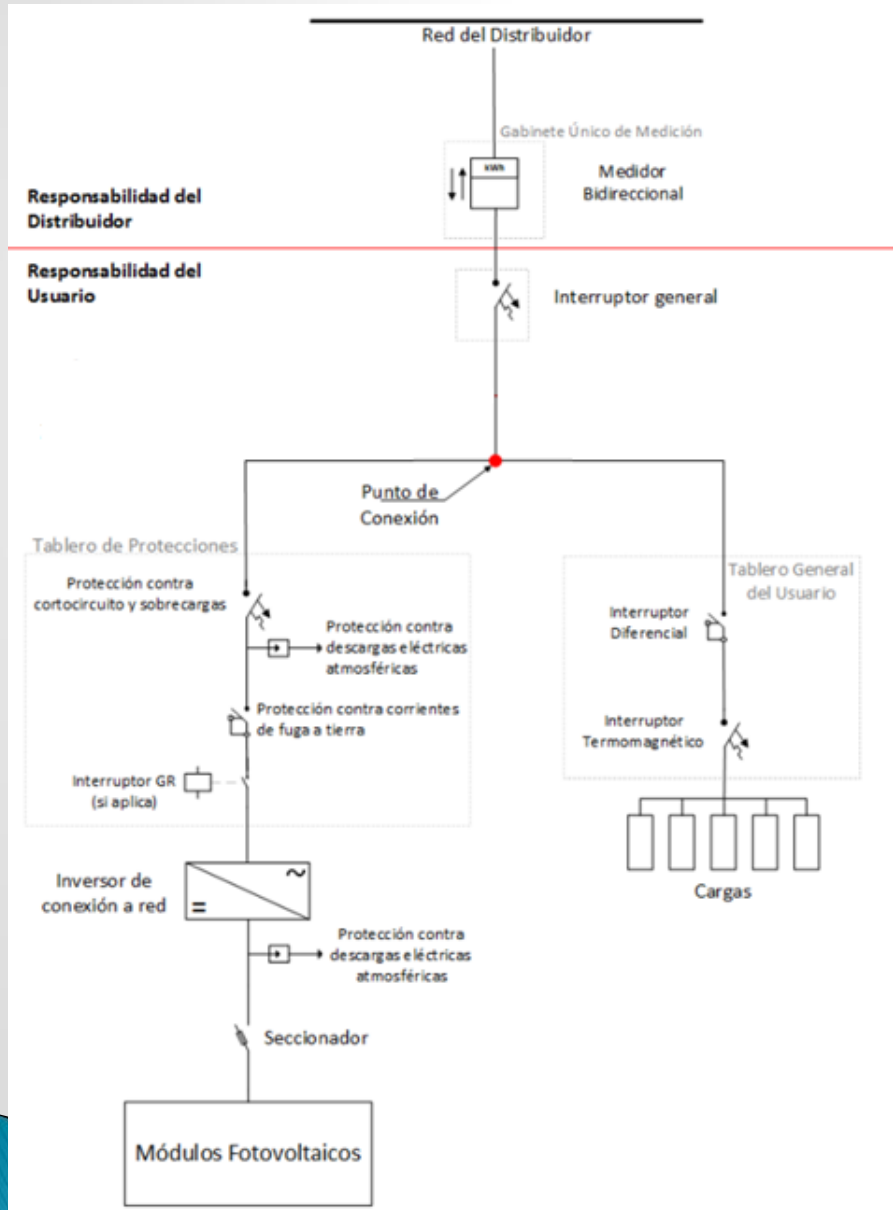 Red del Distribuidor
Gabinete Único de Medición
kWh
Medidor
Bidireccional
Responsabilidad del
Distribuidor
Responsabilidad del
Usuario
Interruptor general
Punto de
Conexión
Tablero de Protecciones
Protección contra
cortocircuito y sobrecargas
Protección contra
descargas eléctricas
atmosféricas
Protección contra corrientes
de fuga a tierra
Interruptor GR
(si aplica)
Tablero General
del Usuario
Interruptor
Diferencial
Interruptor
Termomagnético
Cargas
Inversor de
conexión a red
~
=
Protección contra
descargas eléctricas
atmosféricas
Seccionador
Módulos Fotovoltaicos